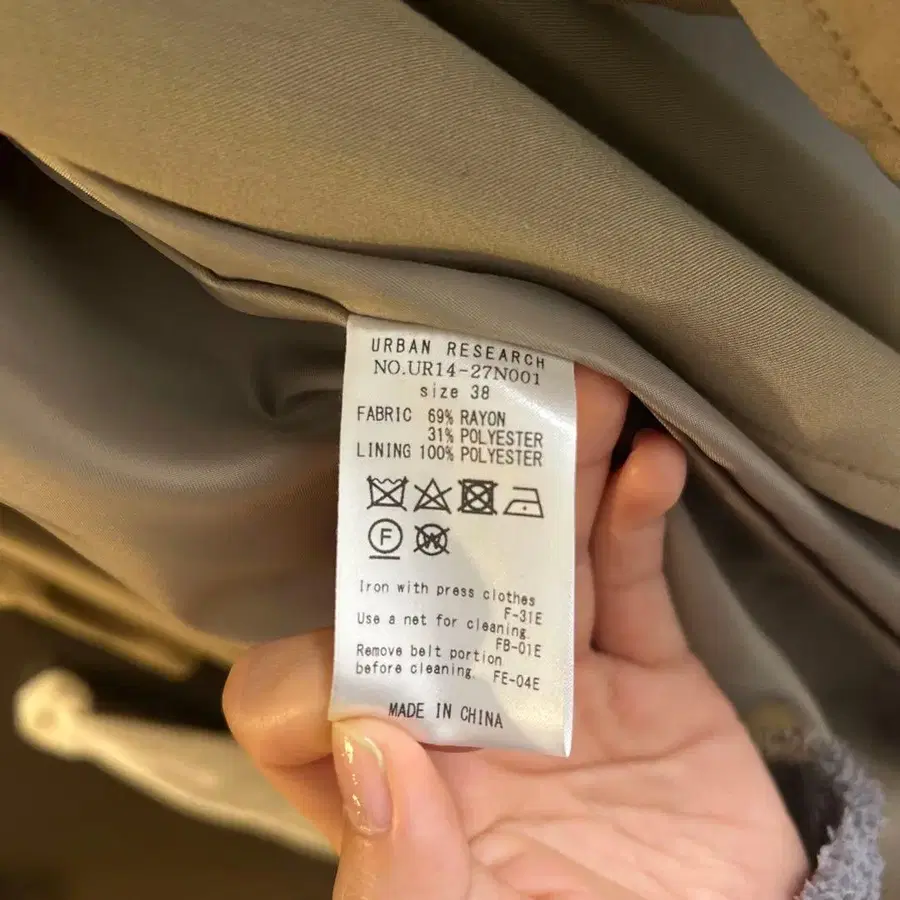 URBAN RESEARCH
NO.UR14-27N001
size 38
FABRIC 69% RAYON
31% POLYESTER
LINING 100% POLYESTER
F W
Iron with press clothes
F-31E
Use a net for cleaning.
FB-01E
Remove belt portion
before cleaning. FE-04E
MADE IN CHINA